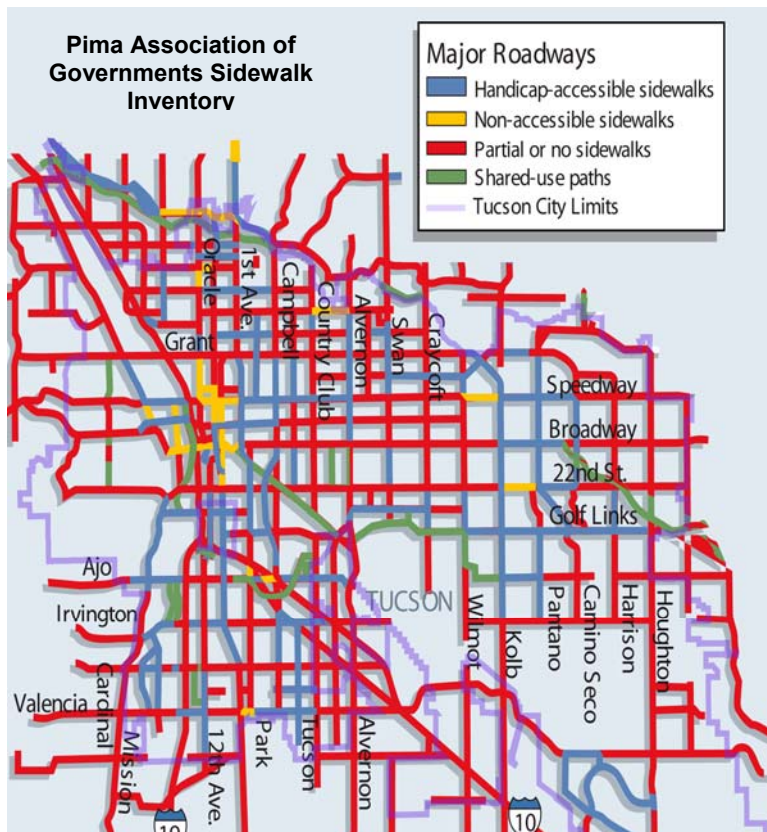 Pima Association of
Governments Sidewalk
Inventory
Major Roadways
Handicap-accessible sidewalks
Non-accessible sidewalks
Partial or no sidewalks
Shared-use paths
Tucson City Limits
Oracle
1st Ave.
Campbell
Country Club
Alvernon
Swan
Craycoft
Grant
Speedway
Broadway
22nd St.
Golf Links
Ajo
TUCSON
Irvington
Wilmot
Kolb
Pantano
Camino Seco
Harrison
Houghton
Valencia
Cardinal
Mission
12th Ave.
Park
Tucson
Alvernon
10
10